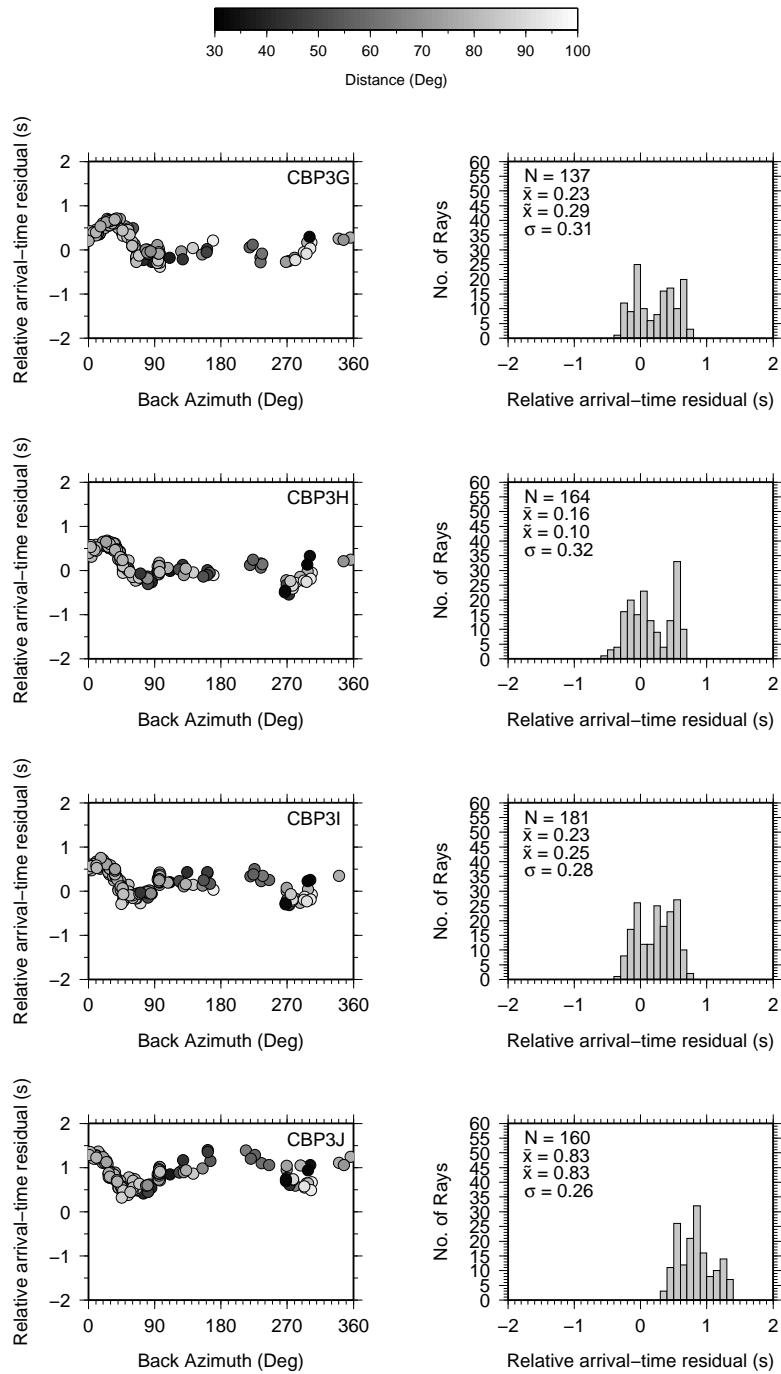 30 40 50 60 70 80 90 100
Distance (Deg)
Relative arrival−time residual (s)
2
1
0
−1
−2
CBP3G
0 90 180 270 360
Back Azimuth (Deg)
No. of Rays
60
55
50
45
40
35
30
25
20
15
10
5
0
N = 137
x̄ = 0.23
x̃ = 0.29
σ = 0.31
−2 −1 0 1 2
Relative arrival−time residual (s)
Relative arrival−time residual (s)
2
1
0
−1
−2
CBP3H
0 90 180 270 360
Back Azimuth (Deg)
No. of Rays
60
55
50
45
40
35
30
25
20
15
10
5
0
N = 164
x̄ = 0.16
x̃ = 0.10
σ = 0.32
−2 −1 0 1 2
Relative arrival−time residual (s)
Relative arrival−time residual (s)
2
1
0
−1
−2
CBP3I
0 90 180 270 360
Back Azimuth (Deg)
No. of Rays
60
55
50
45
40
35
30
25
20
15
10
5
0
N = 181
x̄ = 0.23
x̃ = 0.25
σ = 0.28
−2 −1 0 1 2
Relative arrival−time residual (s)
Relative arrival−time residual (s)
2
1
0
−1
−2
CBP3J
0 90 180 270 360
Back Azimuth (Deg)
No. of Rays
60
55
50
45
40
35
30
25
20
15
10
5
0
N = 160
x̄ = 0.83
x̃ = 0.83
σ = 0.26
−2 −1 0 1 2
Relative arrival−time residual (s)